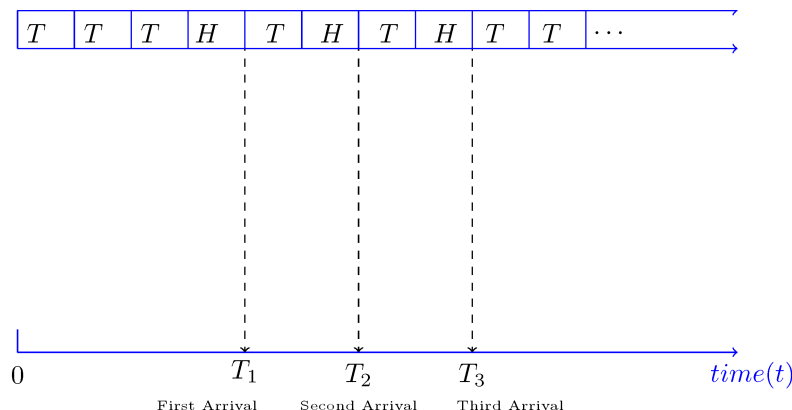 T T T H T H T H T T ⋯
0 T₁ T₂ T₃ time(t)
First Arrival Second Arrival Third Arrival